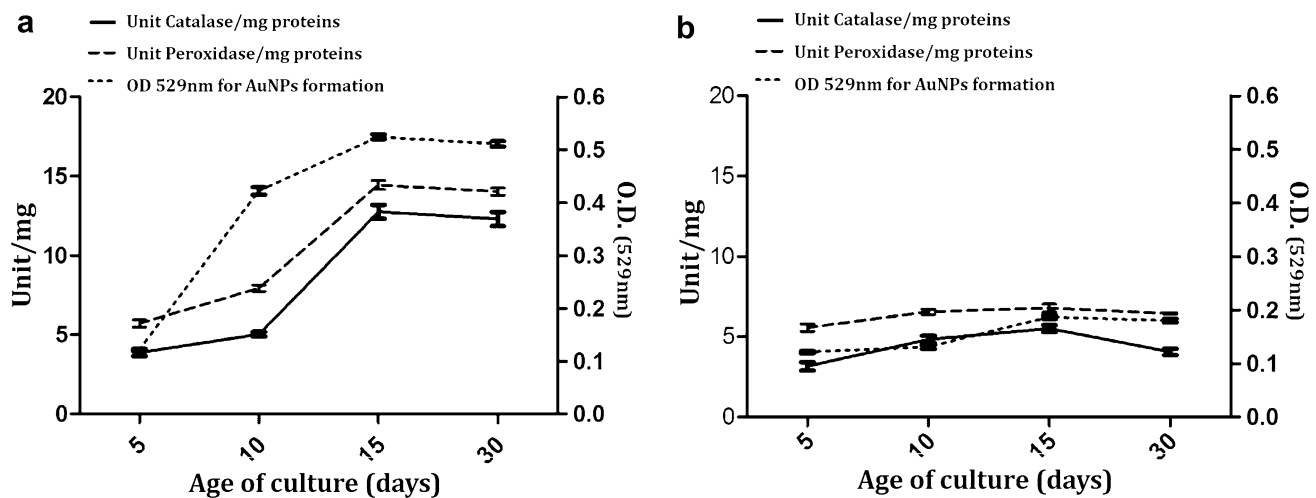 a
Unit Catalase/mg proteins
Unit Peroxidase/mg proteins
OD 529nm for AuNPs formation
20
15
10
5
0
Unit/mg
0.6
0.5
0.4
0.3
0.2
0.1
0.0
O.D. (529nm)
5
10
15
30
Age of culture (days)
b
Unit Catalase/mg proteins
Unit Peroxidase/mg proteins
OD 529nm for AuNPs formation
20
15
10
5
0
Unit/mg
0.6
0.5
0.4
0.3
0.2
0.1
0.0
O.D. (529nm)
5
10
15
30
Age of culture (days)